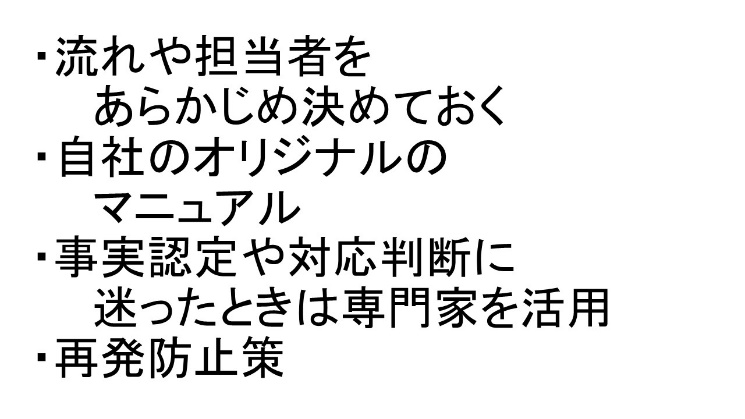 ・流れや担当者を
あらかじめ決めておく
・自社のオリジナルの
マニュアル
・事実認定や対応判断に
迷ったときは専門家を活用
・再発防止策